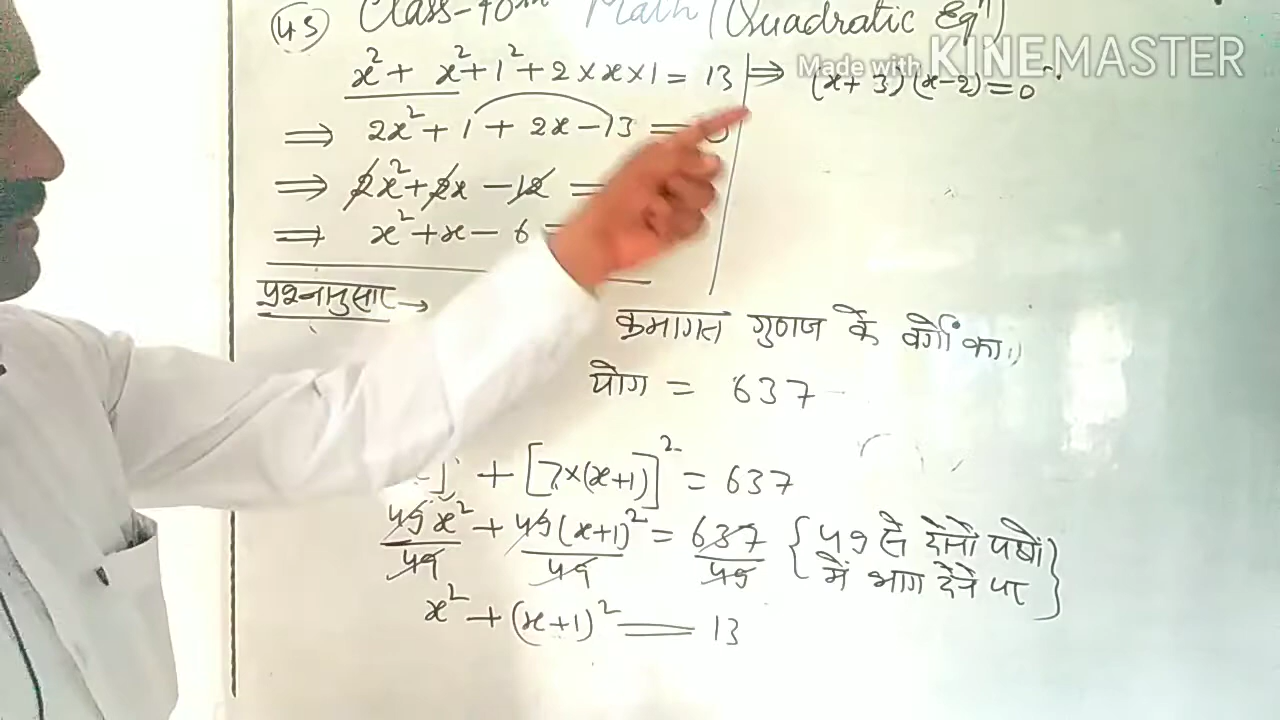 (45) Class-10th Math (Quadratic Eqⁿ)
Made with KINEMASTER
x² + x² + 1² + 2 × x × 1 = 13
⇒ 2x² + 1 + 2x - 13 =
⇒ 2x² + 2x - 12 =
⇒ x² + x - 6 =
⇒ (x + 3) (x - 2) = 0
प्रश्नानुसार →
क्रमागत गुणज के वर्गों का
योग = 637
+ [7×(x+1)]² = 637
49x²/49 + 49(x+1)²/49 = 637/49 {49 से दोनों पक्षों
में भाग देने पर}
x² + (x+1)² = 13